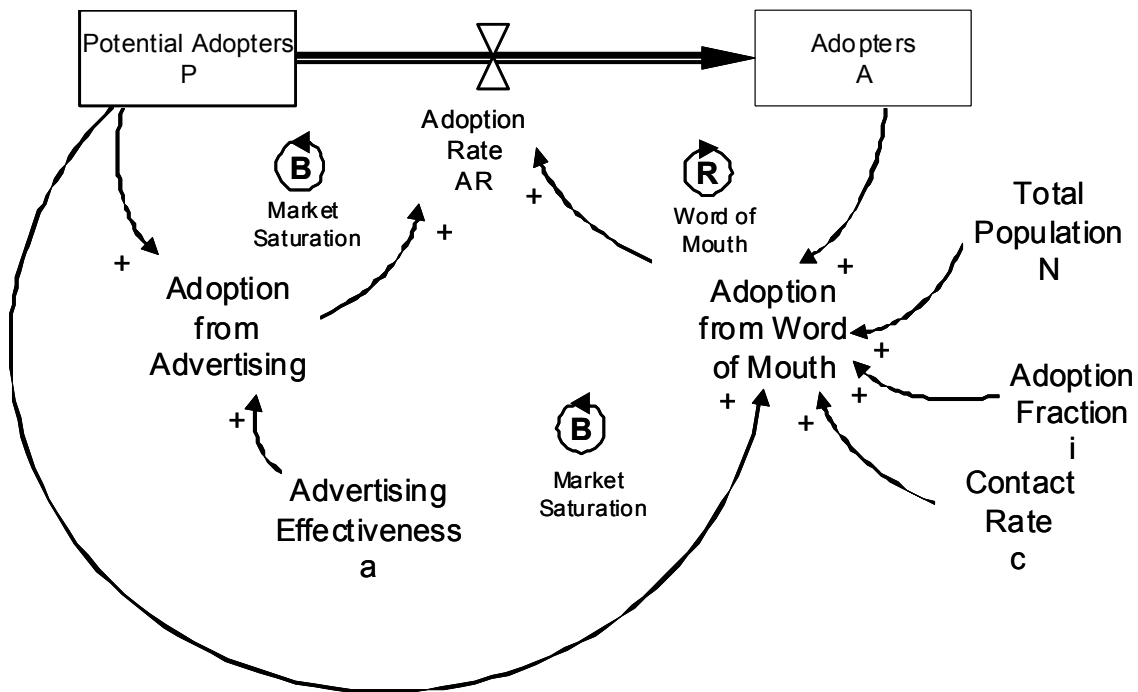 Potential Adopters
P
Adopters
A
Adoption
Rate
AR
B
Market
Saturation
R
Word of
Mouth
Total
Population
N
+
+
+
+
Adoption
from
Advertising
Adoption
from Word
of Mouth
+
+
+
+
+
Adoption
Fraction
i
B
Market
Saturation
Advertising
Effectiveness
a
Contact
Rate
c